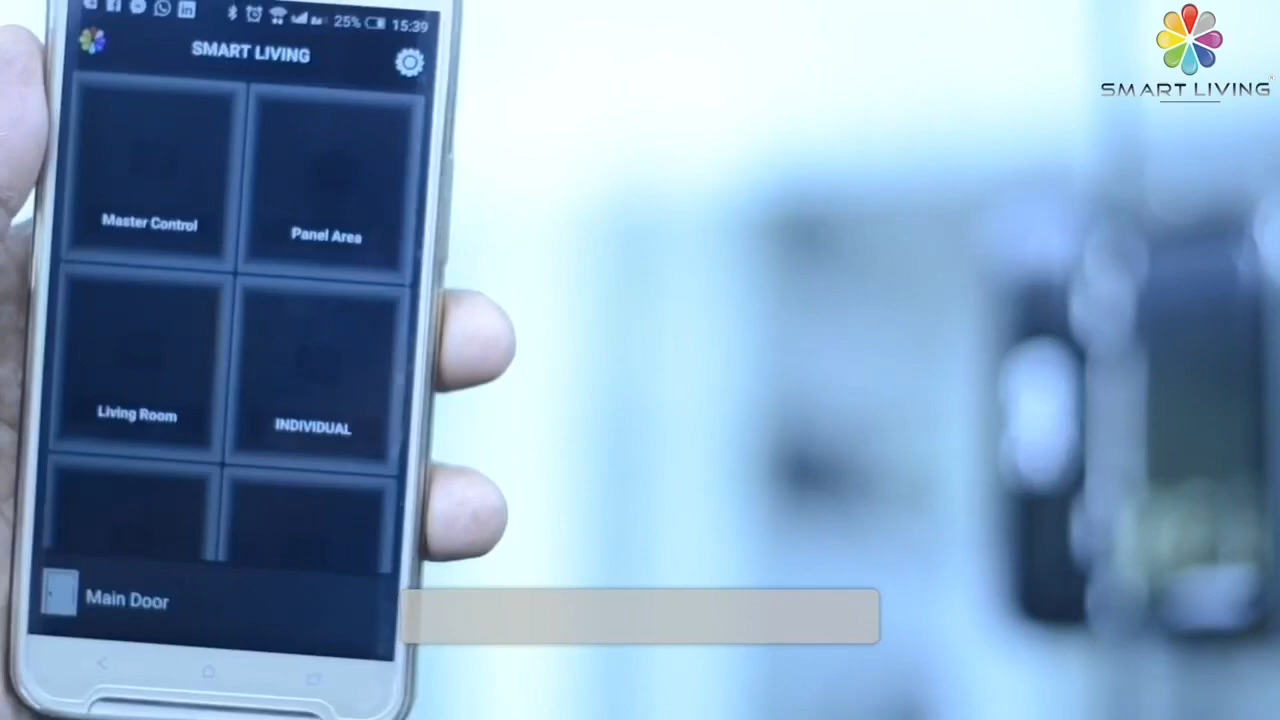 25% 15:39
SMART LIVING
Master Control
Panel Area
Living Room
INDIVIDUAL
Main Door
SMART LIVING